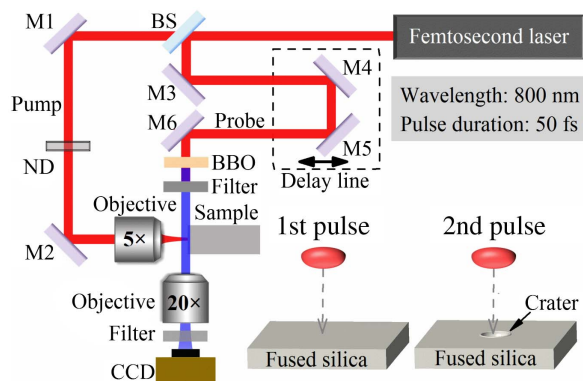 M1
BS
Femtosecond laser
M3
M4
Wavelength: 800 nm
Pulse duration: 50 fs
Pump
M6
Probe
M5
ND
BBO
Delay line
Filter
Objective
Sample
5×
M2
1st pulse
2nd pulse
Objective
20×
Crater
Filter
Fused silica
Fused silica
CCD